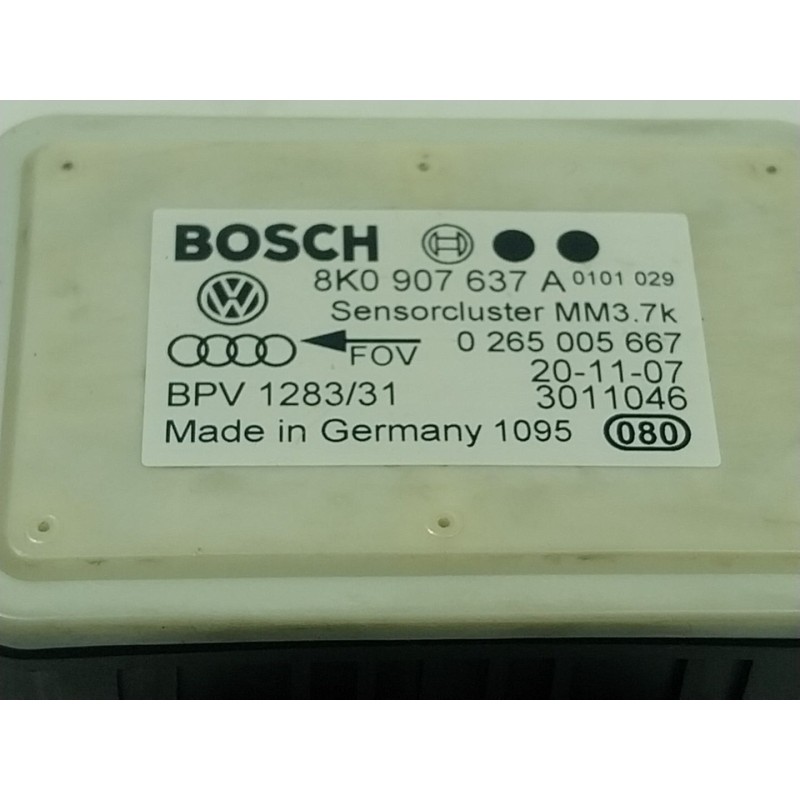 BOSCH
8K0 907 637 A 0101 029
Sensorcluster MM3.7k
FOV 0 265 005 667
20-11-07
BPV 1283/31 3011046
Made in Germany 1095 080